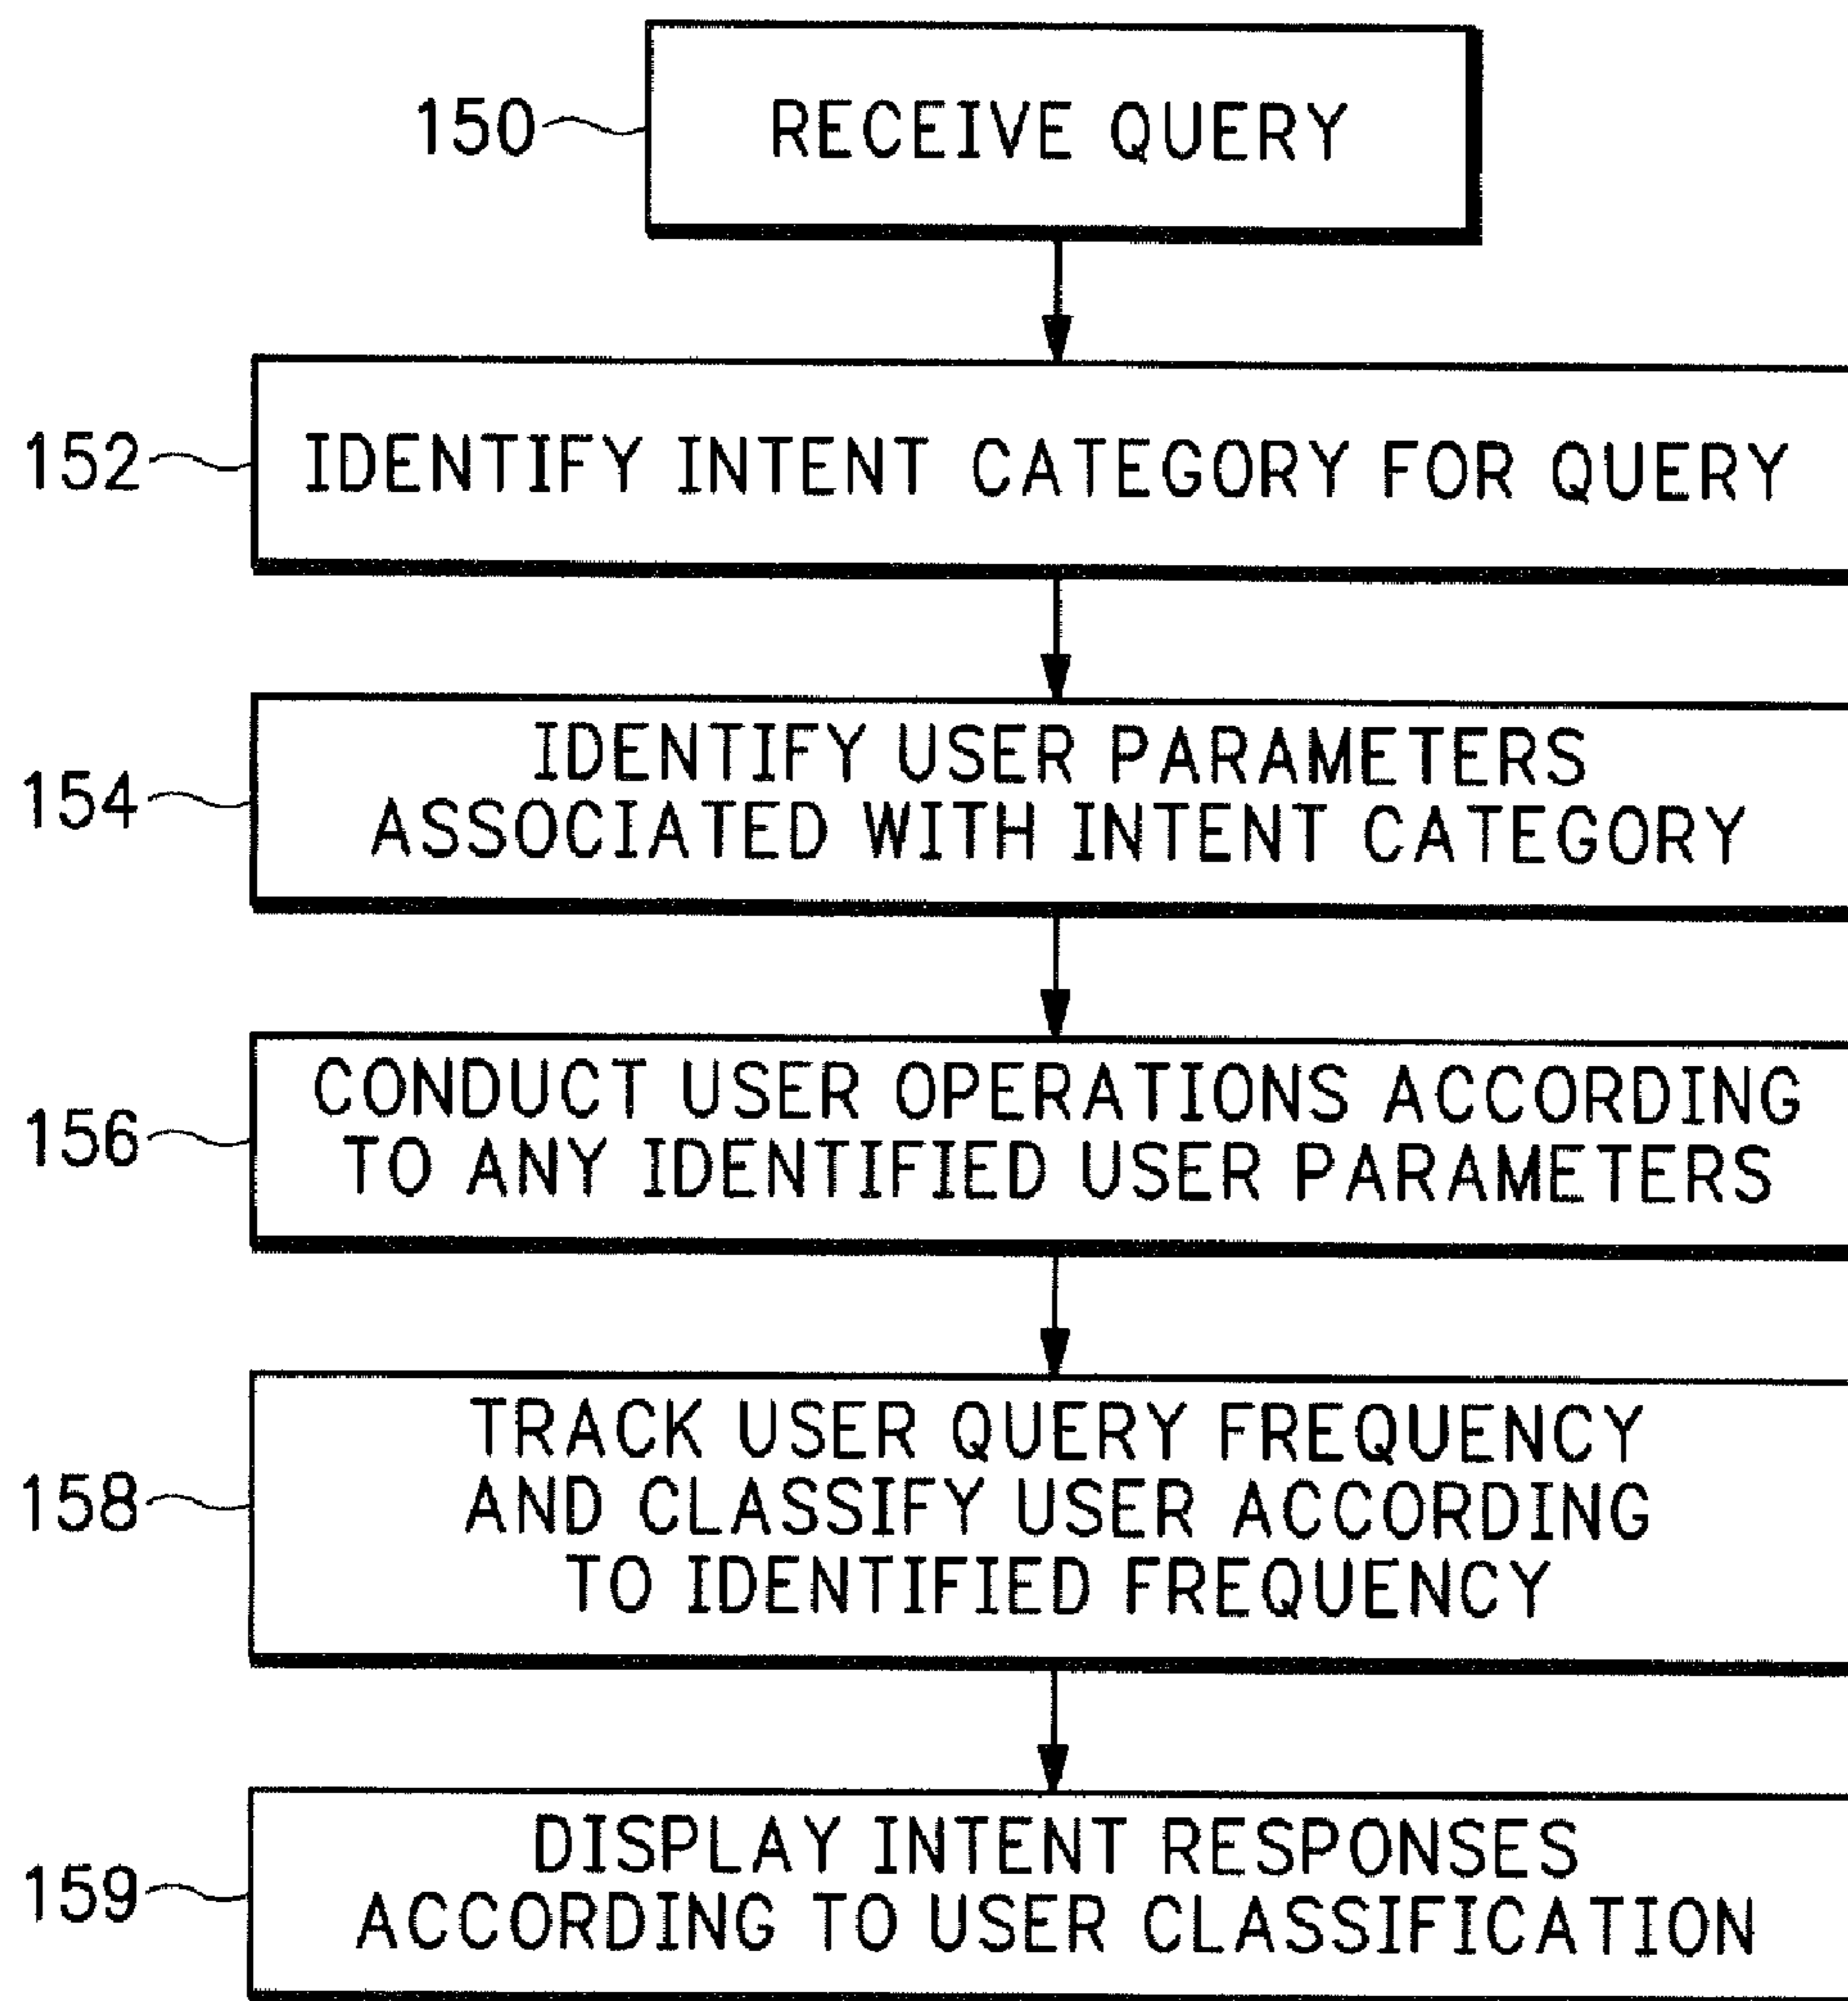 150 RECEIVE QUERY
152 IDENTIFY INTENT CATEGORY FOR QUERY
IDENTIFY USER PARAMETERS
154 ASSOCIATED WITH INTENT CATEGORY
CONDUCT USER OPERATIONS ACCORDING
156 TO ANY IDENTIFIED USER PARAMETERS
TRACK USER QUERY FREQUENCY
158 AND CLASSIFY USER ACCORDING
TO IDENTIFIED FREQUENCY
DISPLAY INTENT RESPONSES
159 ACCORDING TO USER CLASSIFICATION